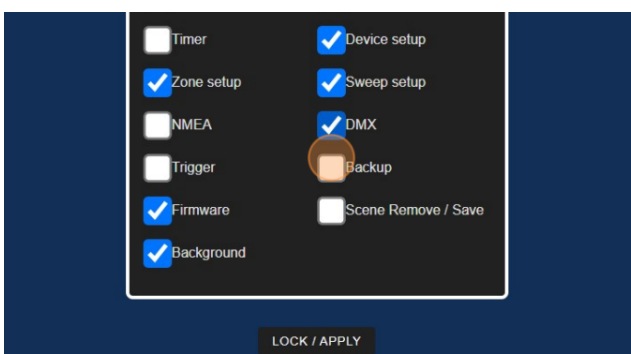 Timer
Device setup
Zone setup
Sweep setup
NMEA
DMX
Trigger
Backup
Firmware
Scene Remove / Save
Background
LOCK / APPLY